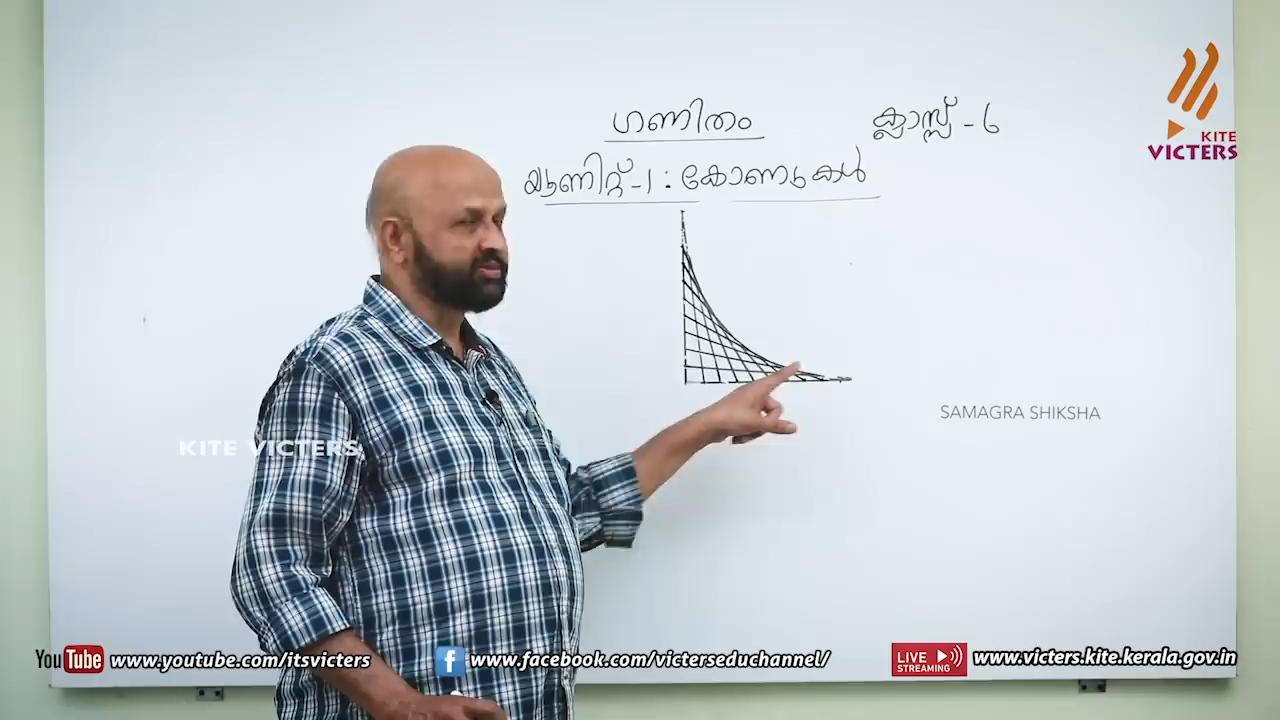 ഗണിതം ക്ലാസ്സ് - 6
യൂണിറ്റ് -1 : കോണുകൾ
KITE
VICTERS
SAMAGRA SHIKSHA
KITE VICTERS
YouTube www.youtube.com/itsvicters
f www.facebook.com/victerseduchannel/
LIVE
STREAMING
www.victers.kite.kerala.gov.in